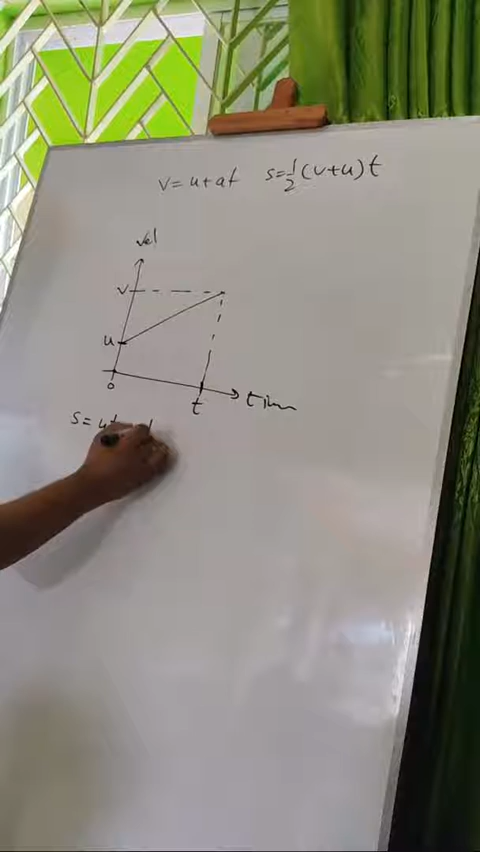 v = u + at s = 1/2 (v + u) t
vel
v
u
0
t time
s = ut